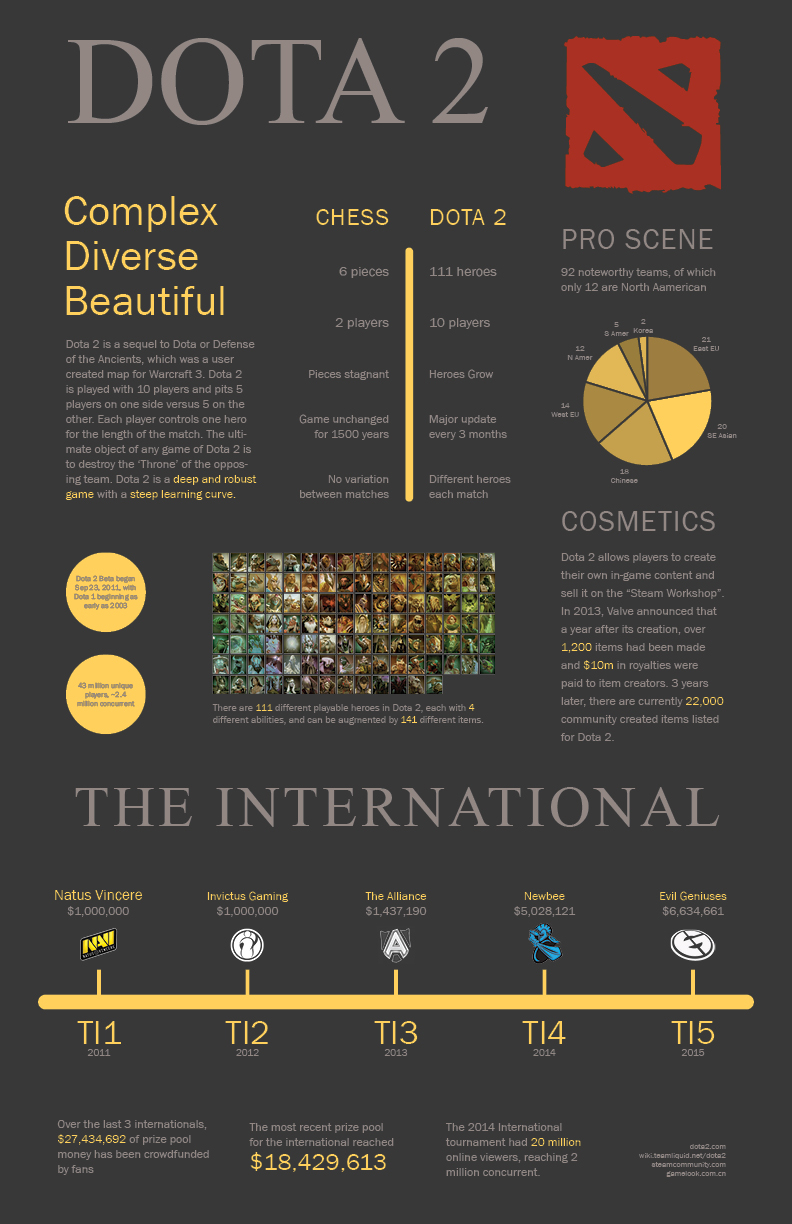 DOTA 2
Complex
Diverse
Beautiful
Dota 2 is a sequel to Dota or Defense
of the Ancients, which was a user
created map for Warcraft 3. Dota 2
is played with 10 players and pits 5
players on one side versus 5 on the
other. Each player controls one hero
for the length of the match. The ulti-
mate object of any game of Dota 2 is
to destroy the ‘Throne’ of the oppos-
ing team. Dota 2 is a deep and robust
game with a steep learning curve.
CHESS DOTA 2
6 pieces 111 heroes
2 players 10 players
Pieces stagnant Heroes Grow
Game unchanged
for 1500 years
Major update
every 3 months
No variation
between matches
Different heroes
each match
PRO SCENE
92 noteworthy teams, of which
only 12 are North Aamerican
21
East EU
20
SE Asian
18
Chinese
14
West EU
12
N Amer
5
S Amer
2
Korea
COSMETICS
Dota 2 allows players to create
their own in-game content and
sell it on the “Steam Workshop”.
In 2013, Valve announced that
a year after its creation, over
1,200 items had been made
and $10m in royalties were
paid to item creators. 3 years
later, there are currently 22,000
community created items listed
for Dota 2.
Dota 2 Beta began
Sep 23, 2011, with
Dota 1 beginning as
early as 2003
43 million unique
players, ~2.4
million concurrent
There are 111 different playable heroes in Dota 2, each with 4
different abilities, and can be augmented by 141 different items.
THE INTERNATIONAL
Natus Vincere
$1,000,000
NAVI
TI1
2011
Invictus Gaming
$1,000,000
TI2
2012
The Alliance
$1,437,190
TI3
2013
Newbee
$5,028,121
TI4
2014
Evil Geniuses
$6,634,661
TI5
2015
Over the last 3 internationals,
$27,434,692 of prize pool
money has been crowdfunded
by fans
The most recent prize pool
for the international reached
$18,429,613
The 2014 International
tournament had 20 million
online viewers, reaching 2
million concurrent.
dota2.com
wiki.teamliquid.net/dota2
steamcommunity.com
gamelook.com.cn